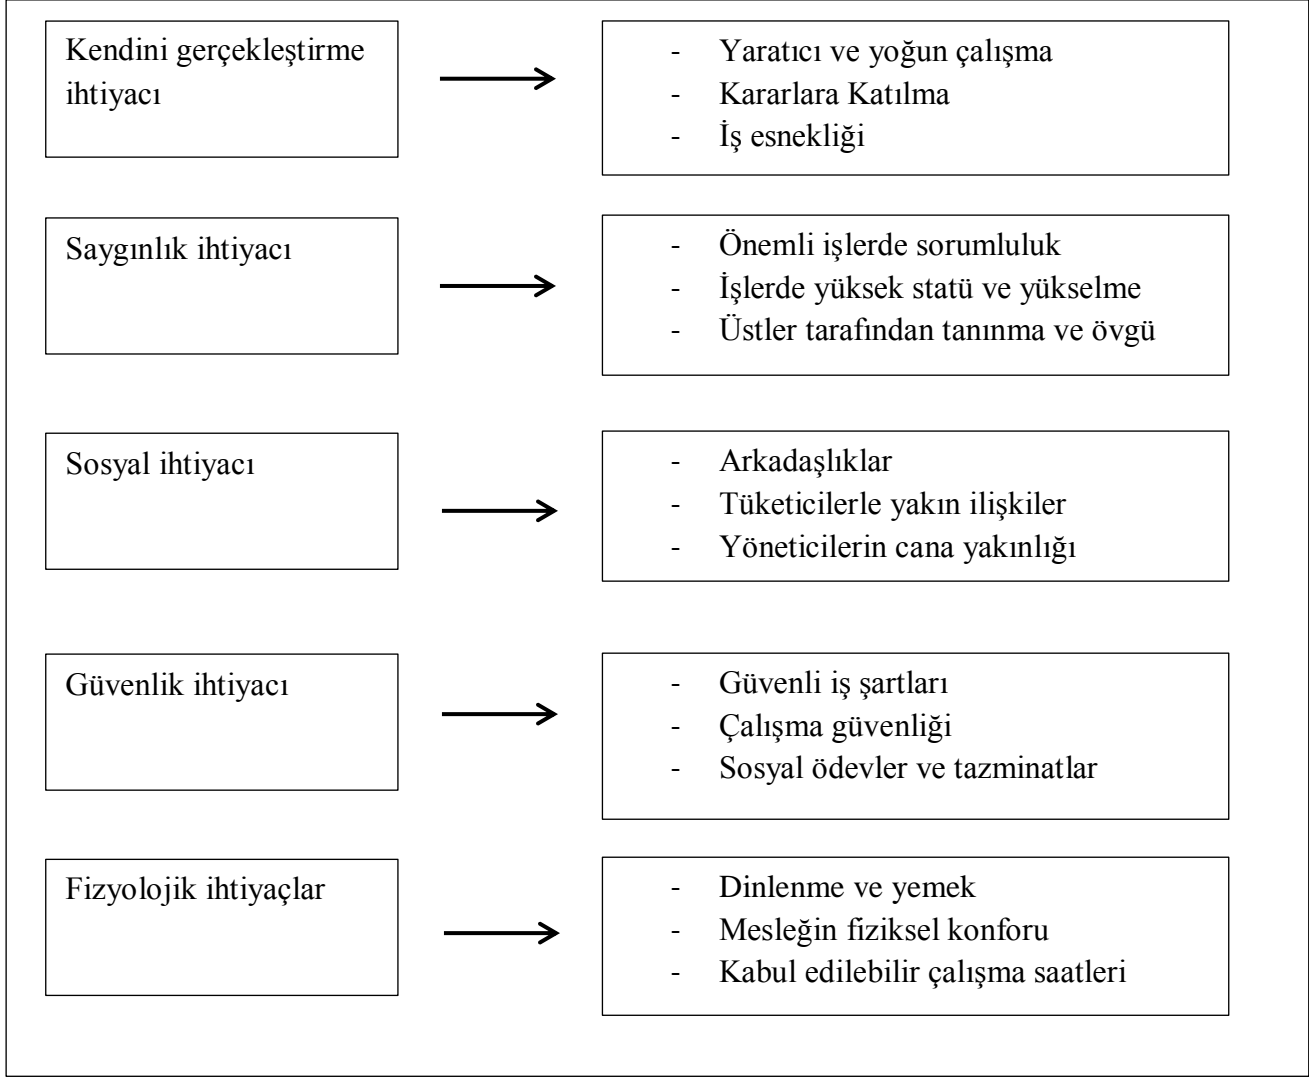 Kendini gerçekleştirme
ihtiyacı
- Yaratıcı ve yoğun çalışma
- Kararlara Katılma
- İş esnekliği
Saygınlık ihtiyacı
- Önemli işlerde sorumluluk
- İşlerde yüksek statü ve yükselme
- Üstler tarafından tanınma ve övgü
Sosyal ihtiyacı
- Arkadaşlıklar
- Tüketicilerle yakın ilişkiler
- Yöneticilerin cana yakınlığı
Güvenlik ihtiyacı
- Güvenli iş şartları
- Çalışma güvenliği
- Sosyal ödevler ve tazminatlar
Fizyolojik ihtiyaçlar
- Dinlenme ve yemek
- Mesleğin fiziksel konforu
- Kabul edilebilir çalışma saatleri